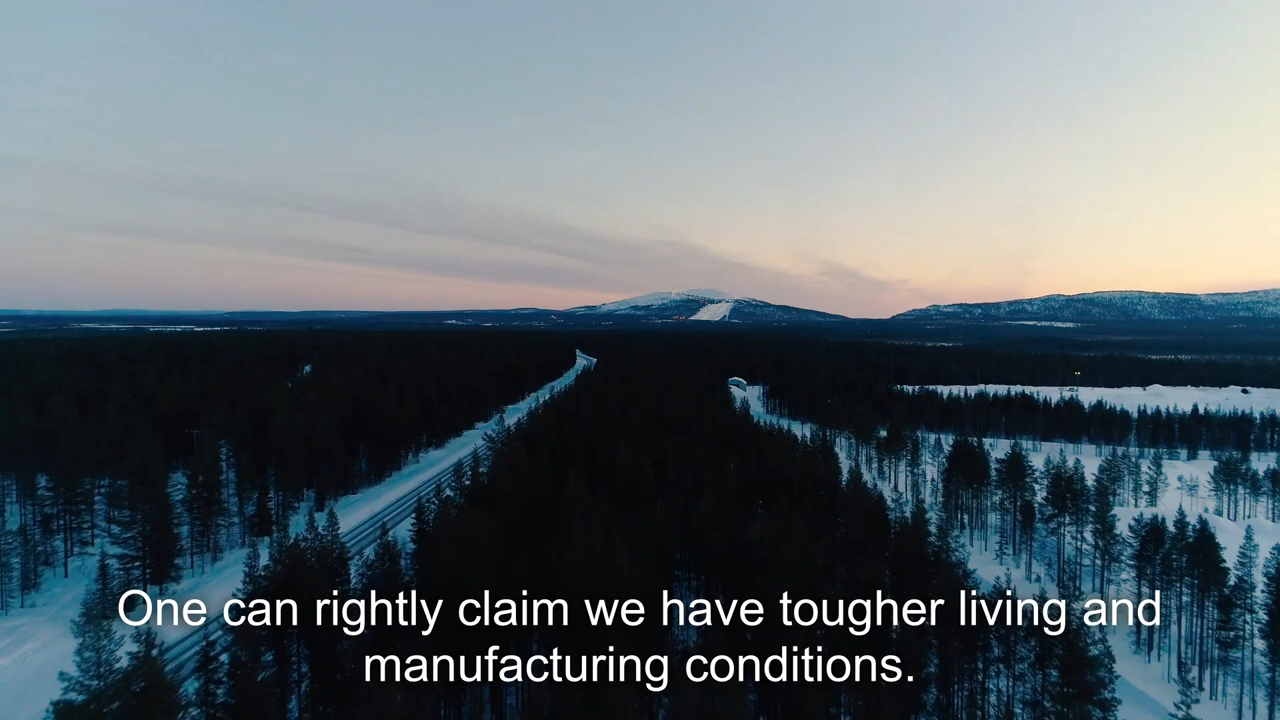 One can rightly claim we have tougher living and
manufacturing conditions.